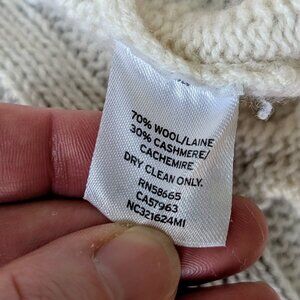 70% WOOL/LAINE
30% CASHMERE/
CACHEMIRE
DRY CLEAN ONLY.
RN58665
CA57963
NC321624MI